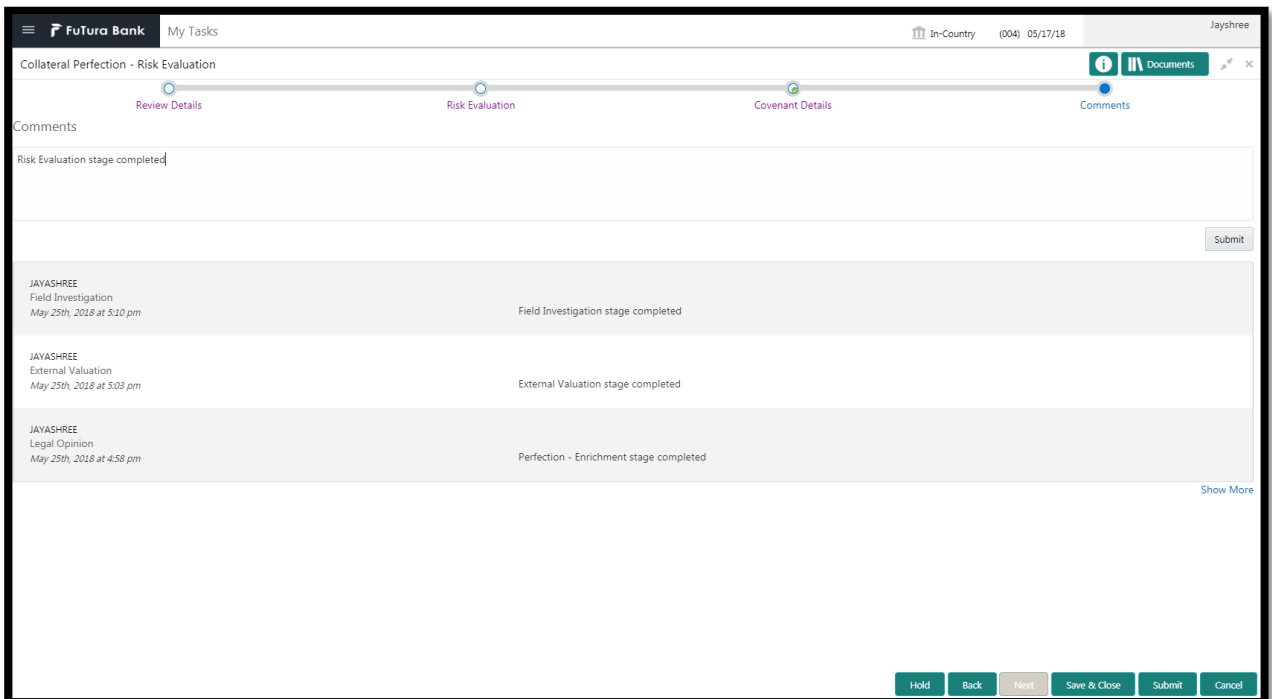 FuTura Bank
My Tasks
In-Country (004) 05/17/18
Jayshree
Collateral Perfection - Risk Evaluation
Documents
Review Details
Risk Evaluation
Covenant Details
Comments
Comments
Risk Evaluation stage completed
Submit
JAYASHREE
Field Investigation
May 25th, 2018 at 5:10 pm
Field Investigation stage completed
JAYASHREE
External Valuation
May 25th, 2018 at 5:03 pm
External Valuation stage completed
JAYASHREE
Legal Opinion
May 25th, 2018 at 4:58 pm
Perfection - Enrichment stage completed
Show More
Hold Back Next Save & Close Submit Cancel